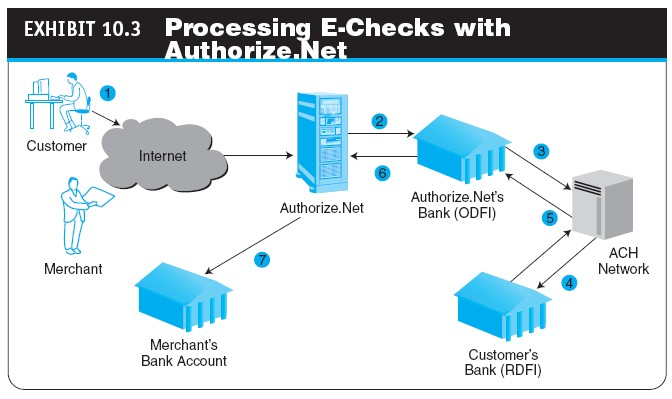 EXHIBIT 10.3 Processing E-Checks with
Authorize.Net
1
Customer
Internet
Merchant
Authorize.Net
2
6
Authorize.Net's
Bank (ODFI)
3
5
ACH
Network
4
7
Merchant's
Bank Account
Customer's
Bank (RDFI)